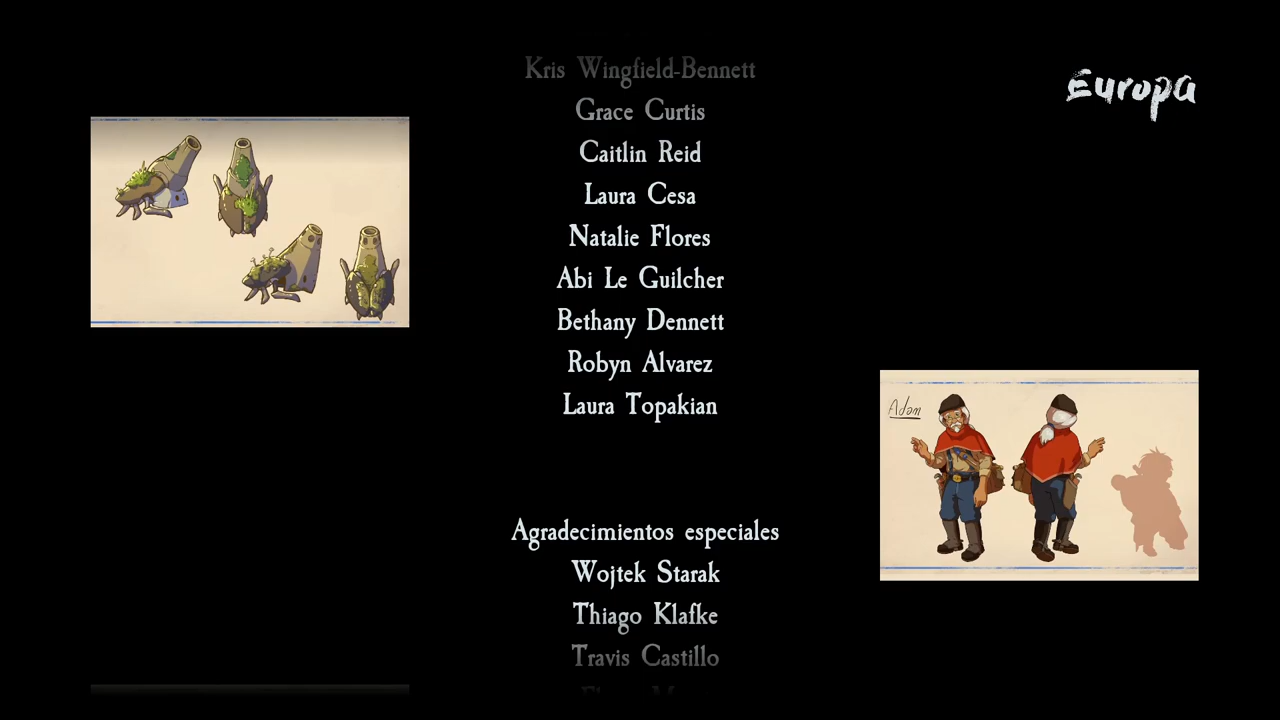 Europa
Kris Wingfield-Bennett
Grace Curtis
Caitlin Reid
Laura Cesa
Natalie Flores
Abi Le Guilcher
Bethany Dennett
Robyn Alvarez
Laura Topakian
Adam
Agradecimientos especiales
Wojtek Starak
Thiago Klafke
Travis Castillo